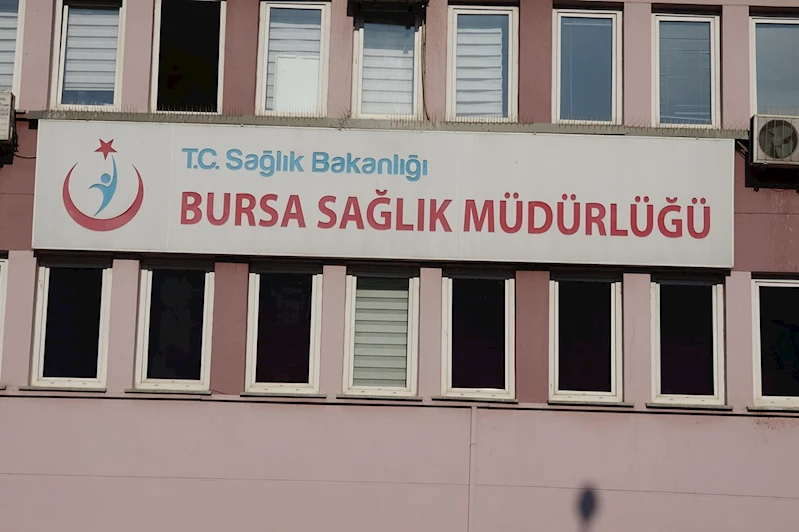 T.C. Sağlık Bakanlığı
BURSA SAĞLIK MÜDÜRLÜĞÜ